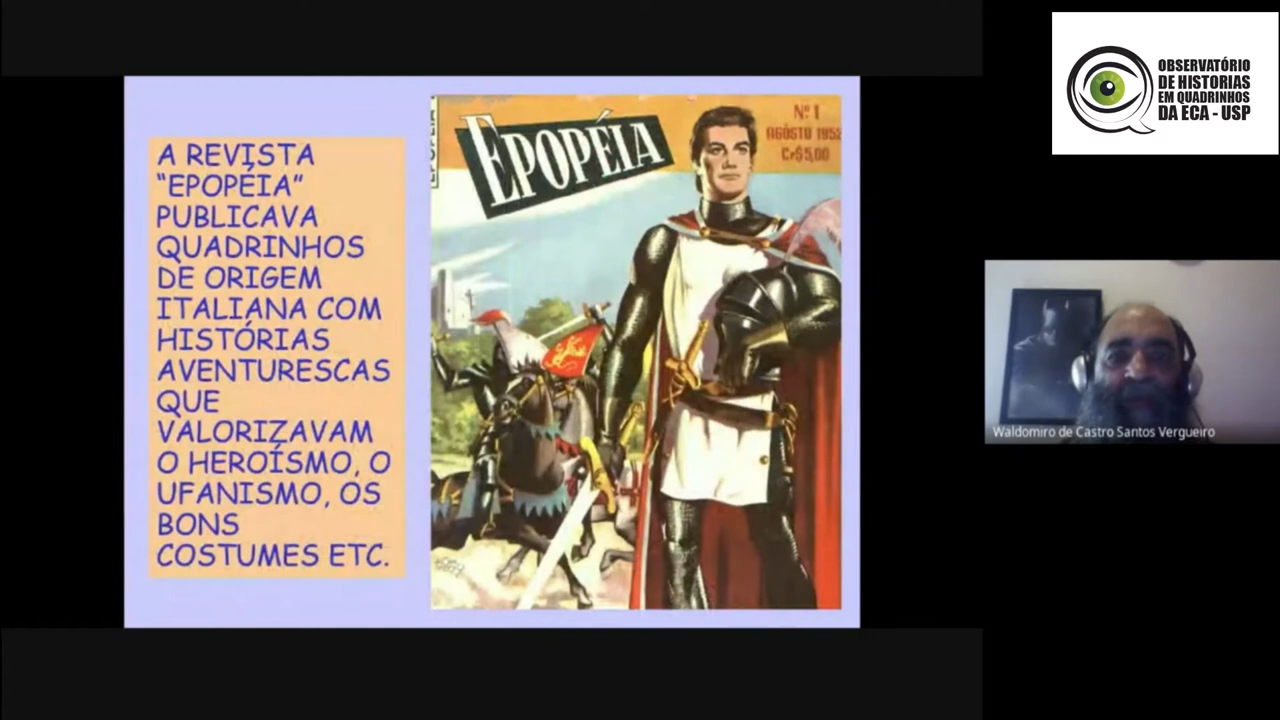 A REVISTA
“EPOPÉIA”
PUBLICAVA
QUADRINHOS
DE ORIGEM
ITALIANA COM
HISTÓRIAS
AVENTURESCAS
QUE
VALORIZAVAM
O HEROÍSMO, O
UFANISMO, OS
BONS
COSTUMES ETC.
EPOPÉIA
EPOPÉIA
Nº 1
AGÔSTO 1952
Cr$5,00
OBSERVATÓRIO
DE HISTORIAS
EM QUADRINHOS
DA ECA - USP
Waldomiro de Castro Santos Vergueiro